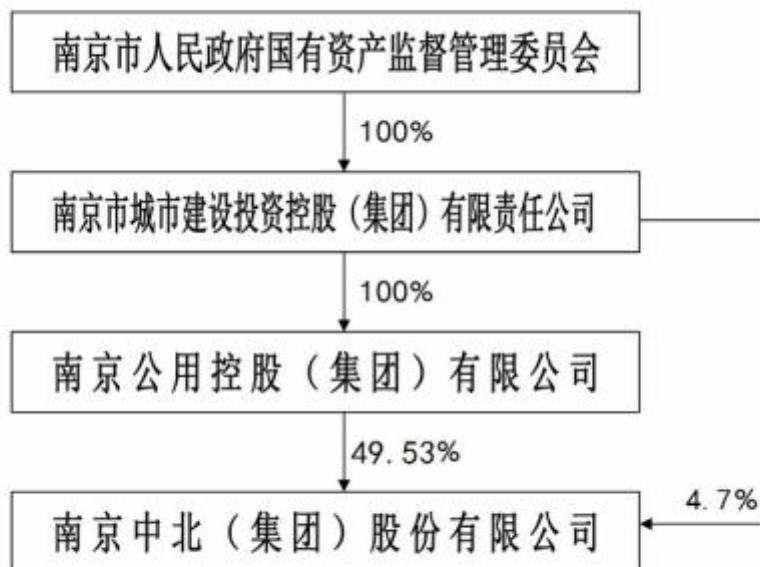 南京市人民政府国有资产监督管理委员会
100%
南京市城市建设投资控股（集团）有限责任公司
100%
南京公用控股（集团）有限公司
49.53%
4.7%
南京中北（集团）股份有限公司